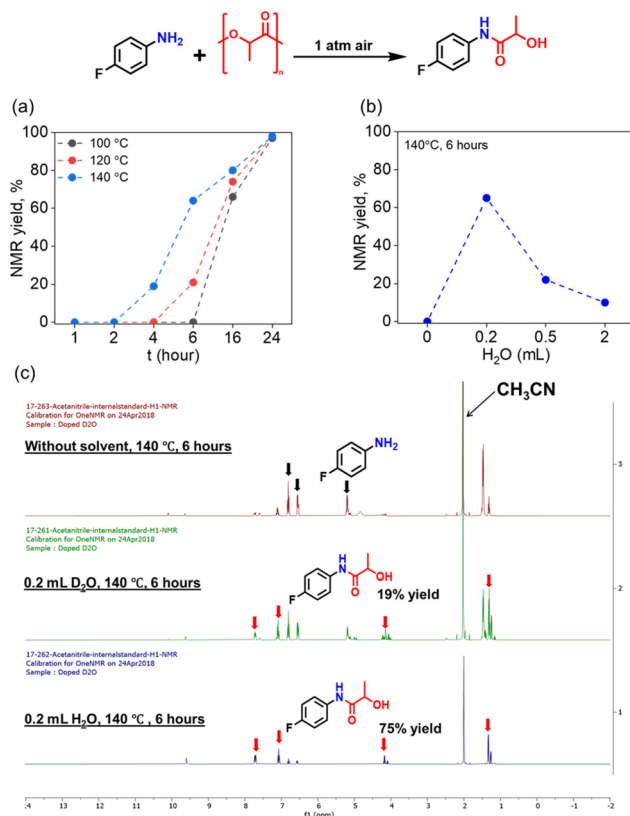 NH₂
F
+
O
O
n
1 atm air
H
N
O
OH
F
(a)
100
80
60
40
20
0
NMR yield, %
100 °C
120 °C
140 °C
1 2 4 6 16 24
t (hour)
(b)
100
80
60
40
20
0
NMR yield, %
140°C, 6 hours
0 0.2 0.5 2
H₂O (mL)
(c)
CH₃CN
17-263-Acetanitrile-internalstandard-H1-NMR
Calibration for OneNMR on 24Apr2018
Sample : Doped D2O
Without solvent, 140 °C, 6 hours
NH₂
F
3
17-261-Acetanitrile-internalstandard-H1-NMR
Calibration for OneNMR on 24Apr2018
Sample : Doped D2O
0.2 mL D₂O, 140 °C, 6 hours
H
N
O
OH
F
19% yield
2
17-262-Acetanitrile-internalstandard-H1-NMR
Calibration for OneNMR on 24Apr2018
Sample : Doped D2O
0.2 mL H₂O, 140 °C , 6 hours
H
N
O
OH
F
75% yield
1
14 13 12 11 10 9 8 7 6 5 4 3 2 1 0 -1 -2
f1 (ppm)